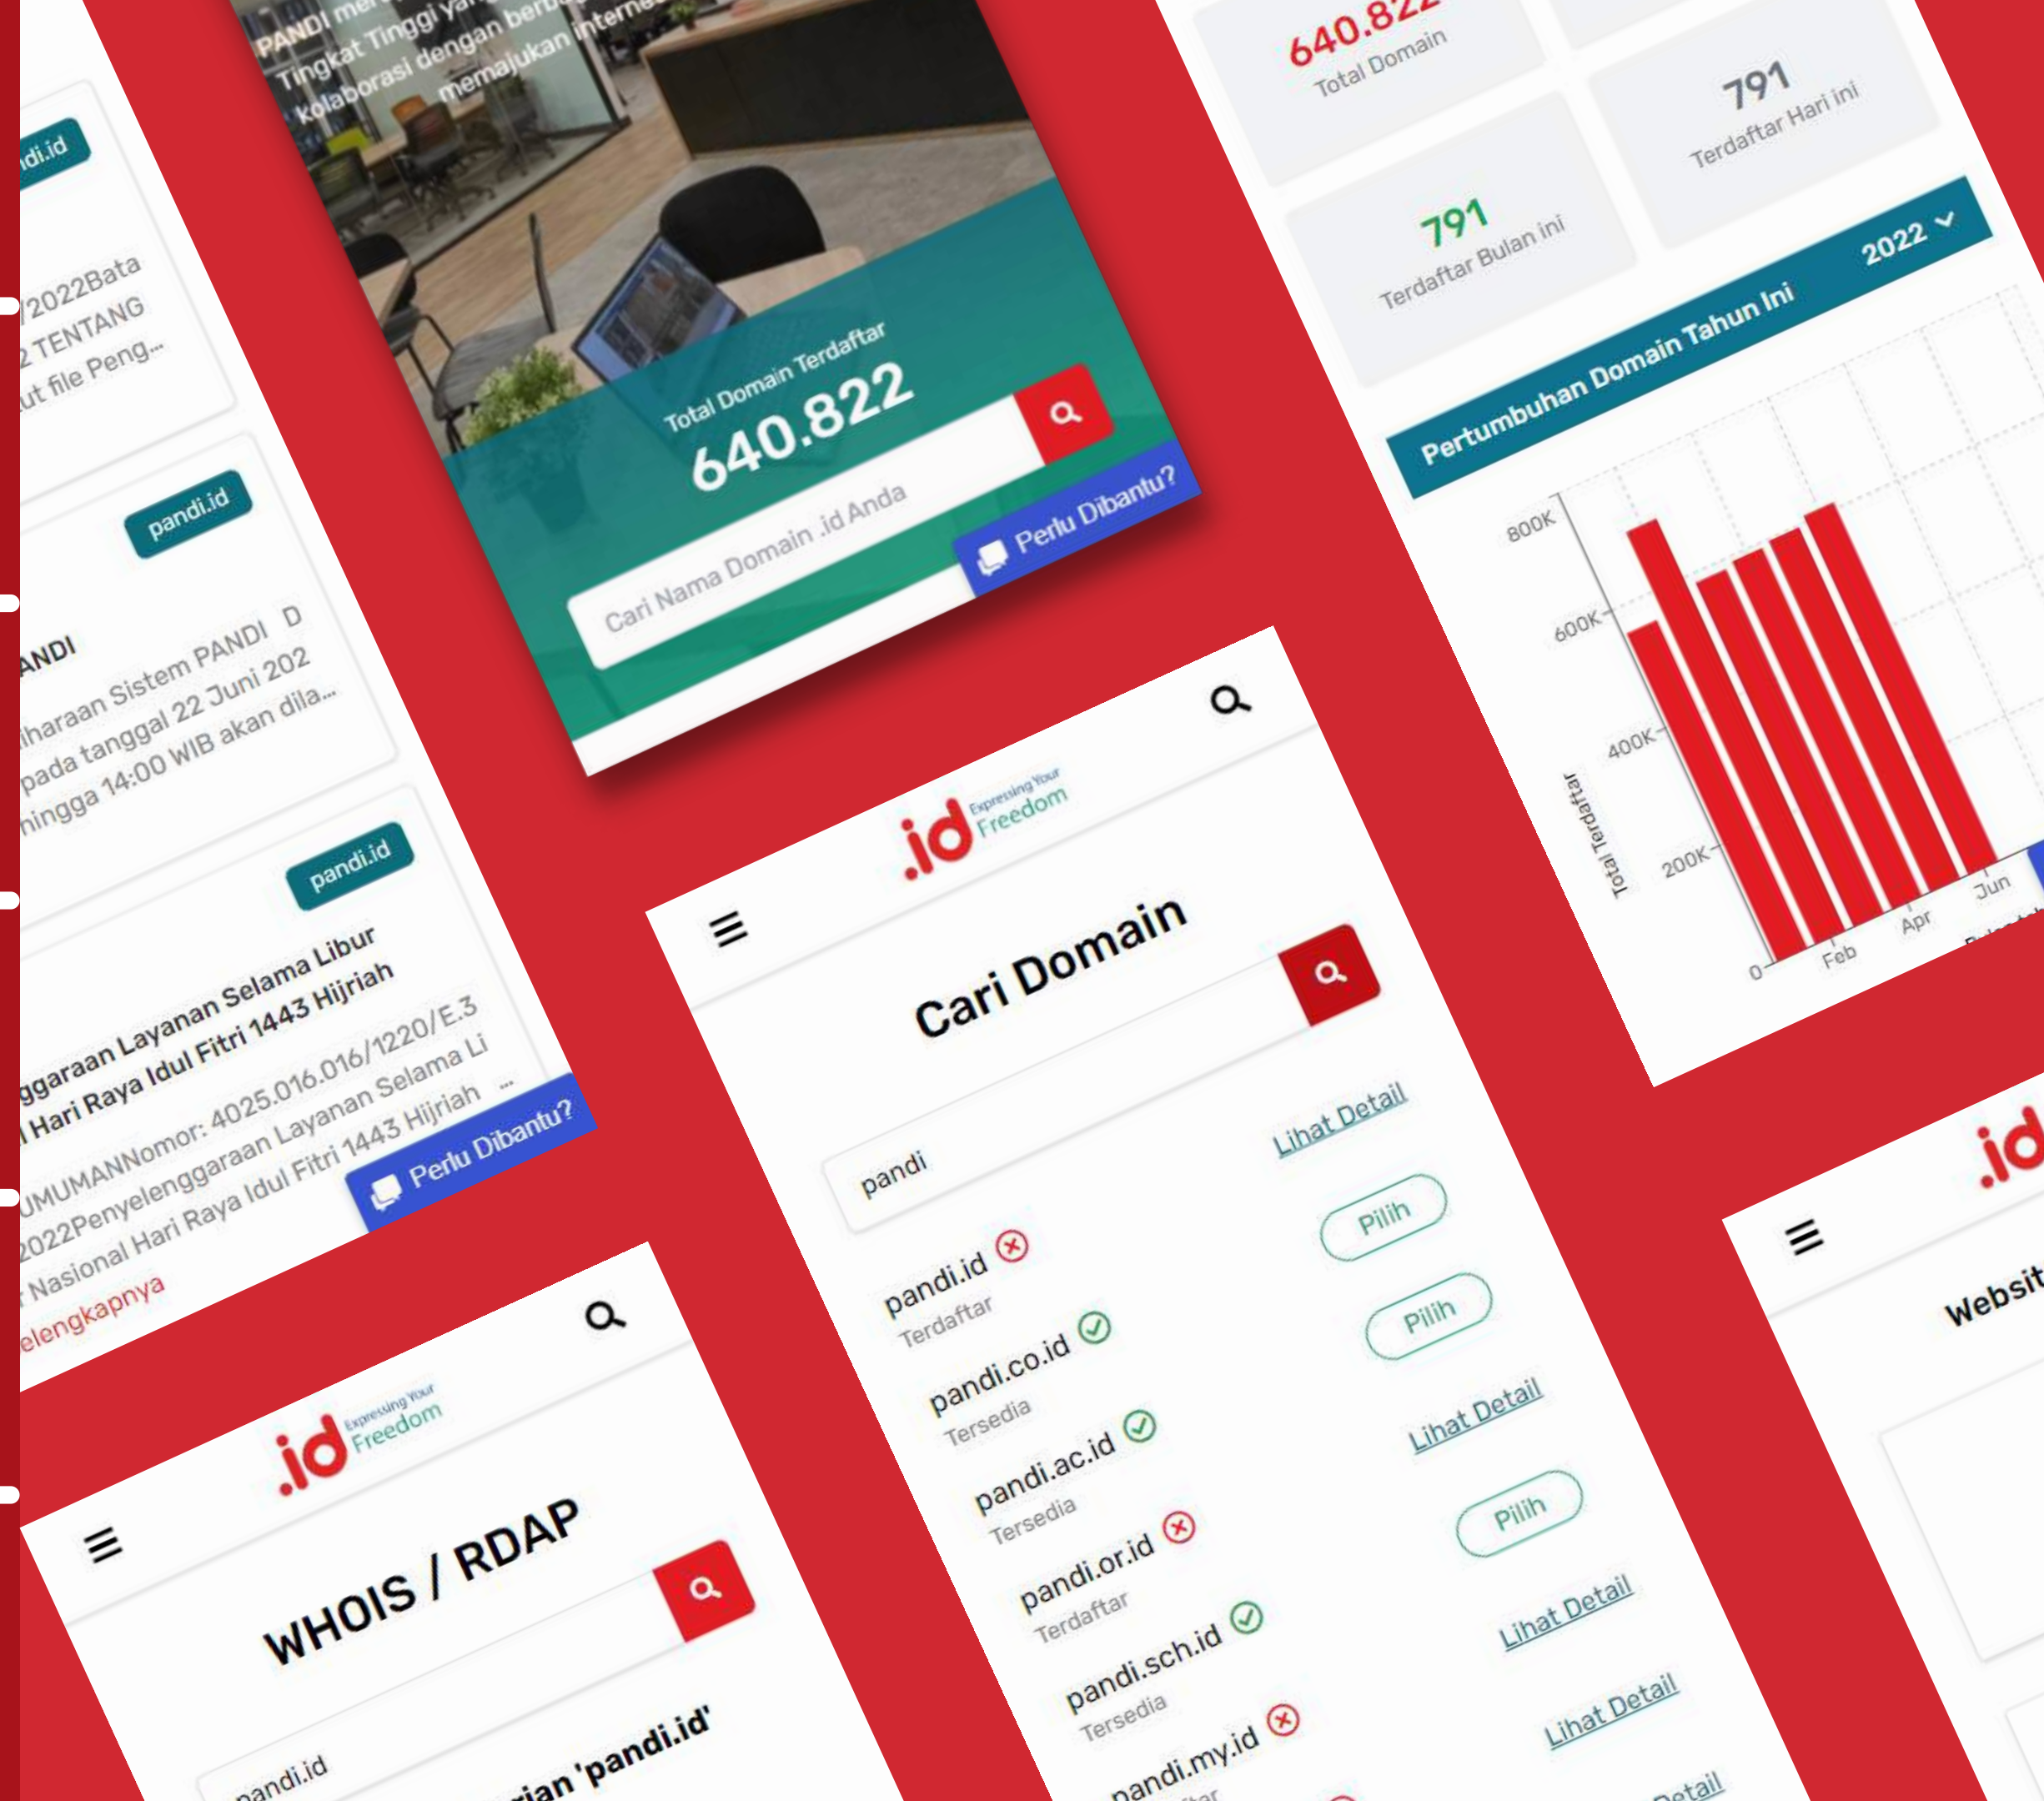 di.id
/2022Bata
2 TENTANG
ut file Peng...
pandi.id
ANDI
iharaan Sistem PANDI D
pada tanggal 22 Juni 202
hingga 14:00 WIB akan dila...
pandi.id
ggaraan Layanan Selama Libur
l Hari Raya Idul Fitri 1443 Hijriah
UMUMANNomor: 4025.016.016/1220/E.3
2022Penyelenggaraan Layanan Selama Li
r Nasional Hari Raya Idul Fitri 1443 Hijriah ...
elengkapnya
Perlu Dibantu?
PANDI
Tingkat Tinggi
kolaborasi dengan
memajukan
Total Domain Terdaftar
640.822
Cari Nama Domain .id Anda
Perlu Dibantu?
640.822
Total Domain
791
Terdaftar Hari ini
791
Terdaftar Bulan ini
Pertumbuhan Domain Tahun Ini
2022
800K
600K
400K
200K
0
Total Terdaftar
Feb
Apr
Jun
.id Expressing Your
Freedom
Cari Domain
pandi
pandi.id
Terdaftar
Lihat Detail
pandi.co.id
Tersedia
Pilih
pandi.ac.id
Tersedia
Pilih
pandi.or.id
Terdaftar
Lihat Detail
pandi.sch.id
Tersedia
Pilih
pandi.my.id
Lihat Detail
Lihat Detail
etail
.id Expressing Your
Freedom
WHOIS / RDAP
pandi.id
rian 'pandi.id'
.id
Websit